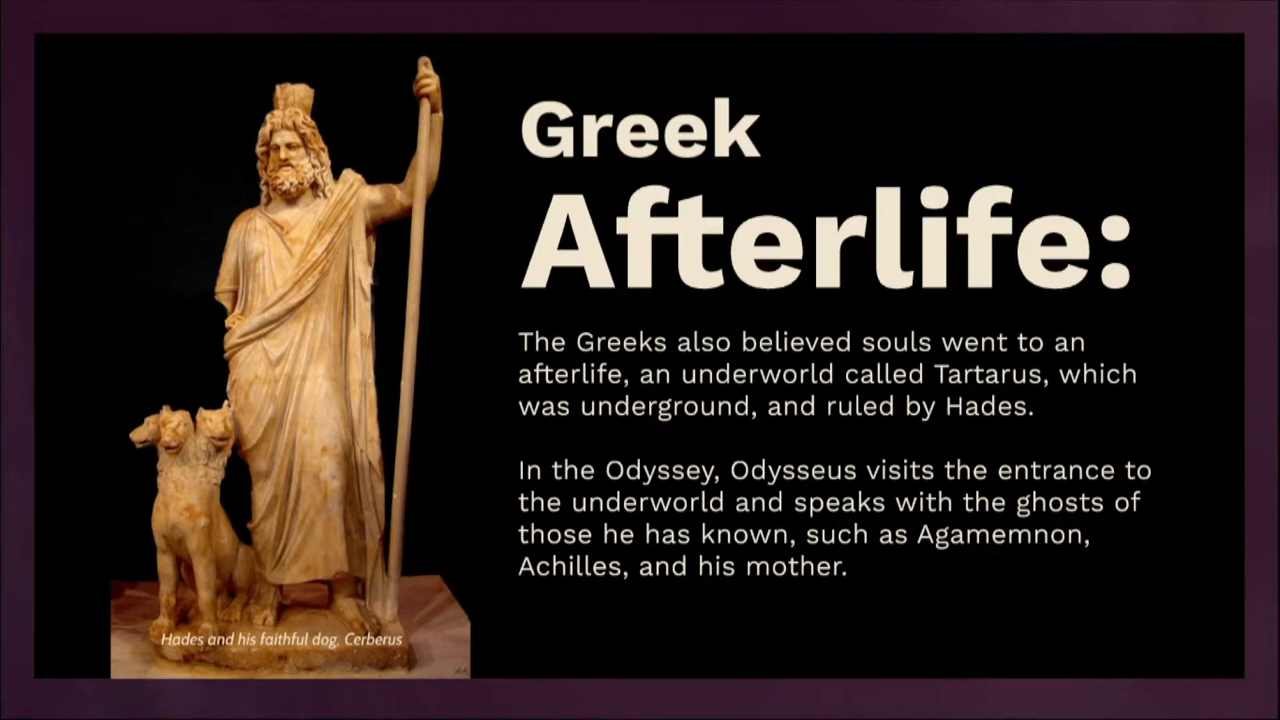 Greek
Afterlife:
The Greeks also believed souls went to an
afterlife, an underworld called Tartarus, which
was underground, and ruled by Hades.
In the Odyssey, Odysseus visits the entrance to
the underworld and speaks with the ghosts of
those he has known, such as Agamemnon,
Achilles, and his mother.
Hades and his faithful dog, Cerberus